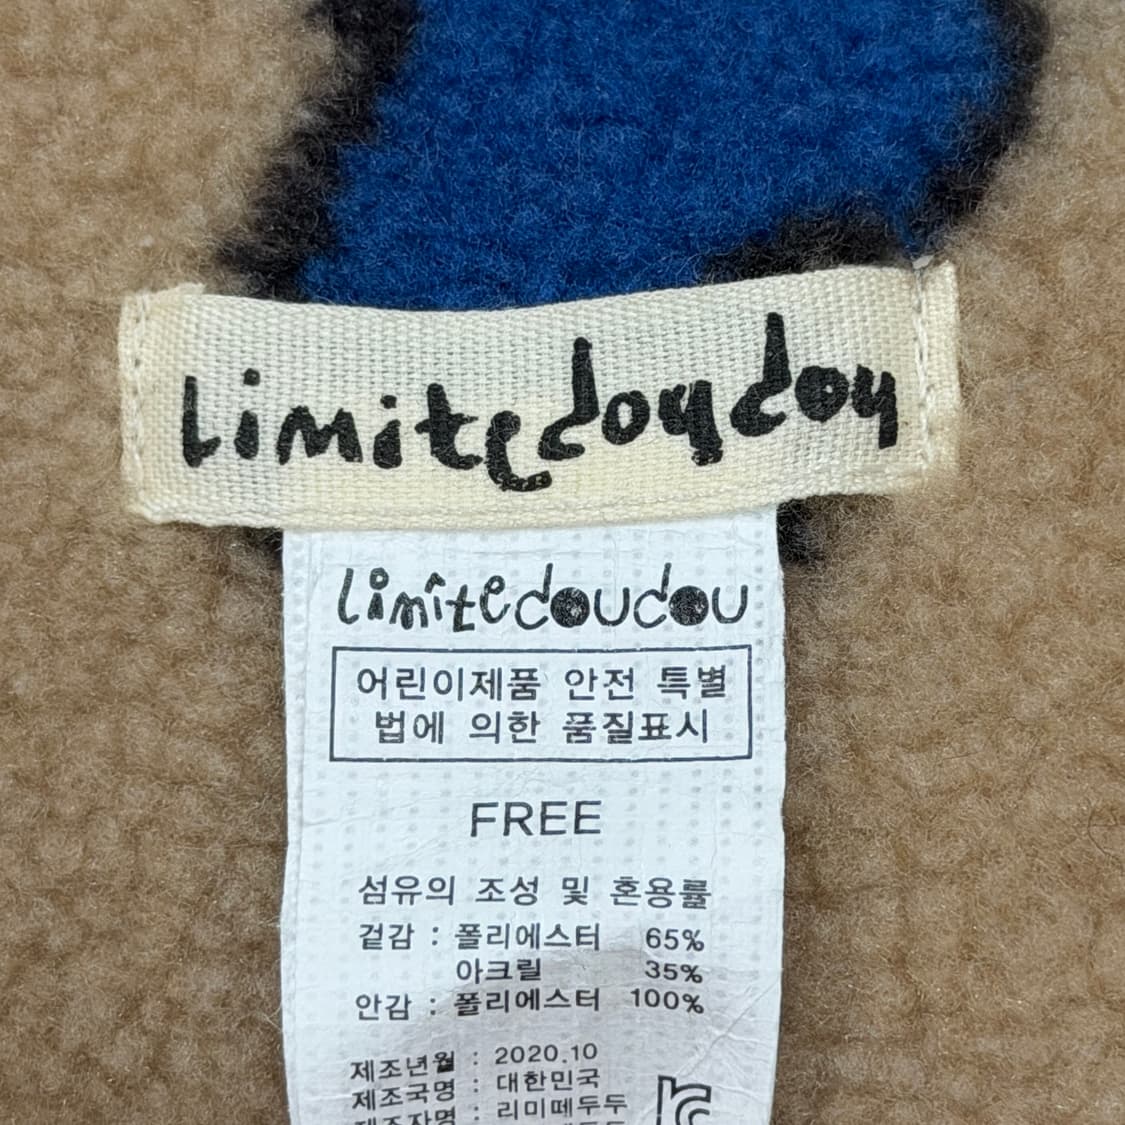 Limitedoudou
Limitedoudou
어린이제품 안전 특별
법에 의한 품질표시
FREE
섬유의 조성 및 혼용률
겉감 : 폴리에스터 65%
아크릴 35%
안감 : 폴리에스터 100%
제조년월 : 2020.10
제조국명 : 대한민국
제조자명 : 리미떼두두